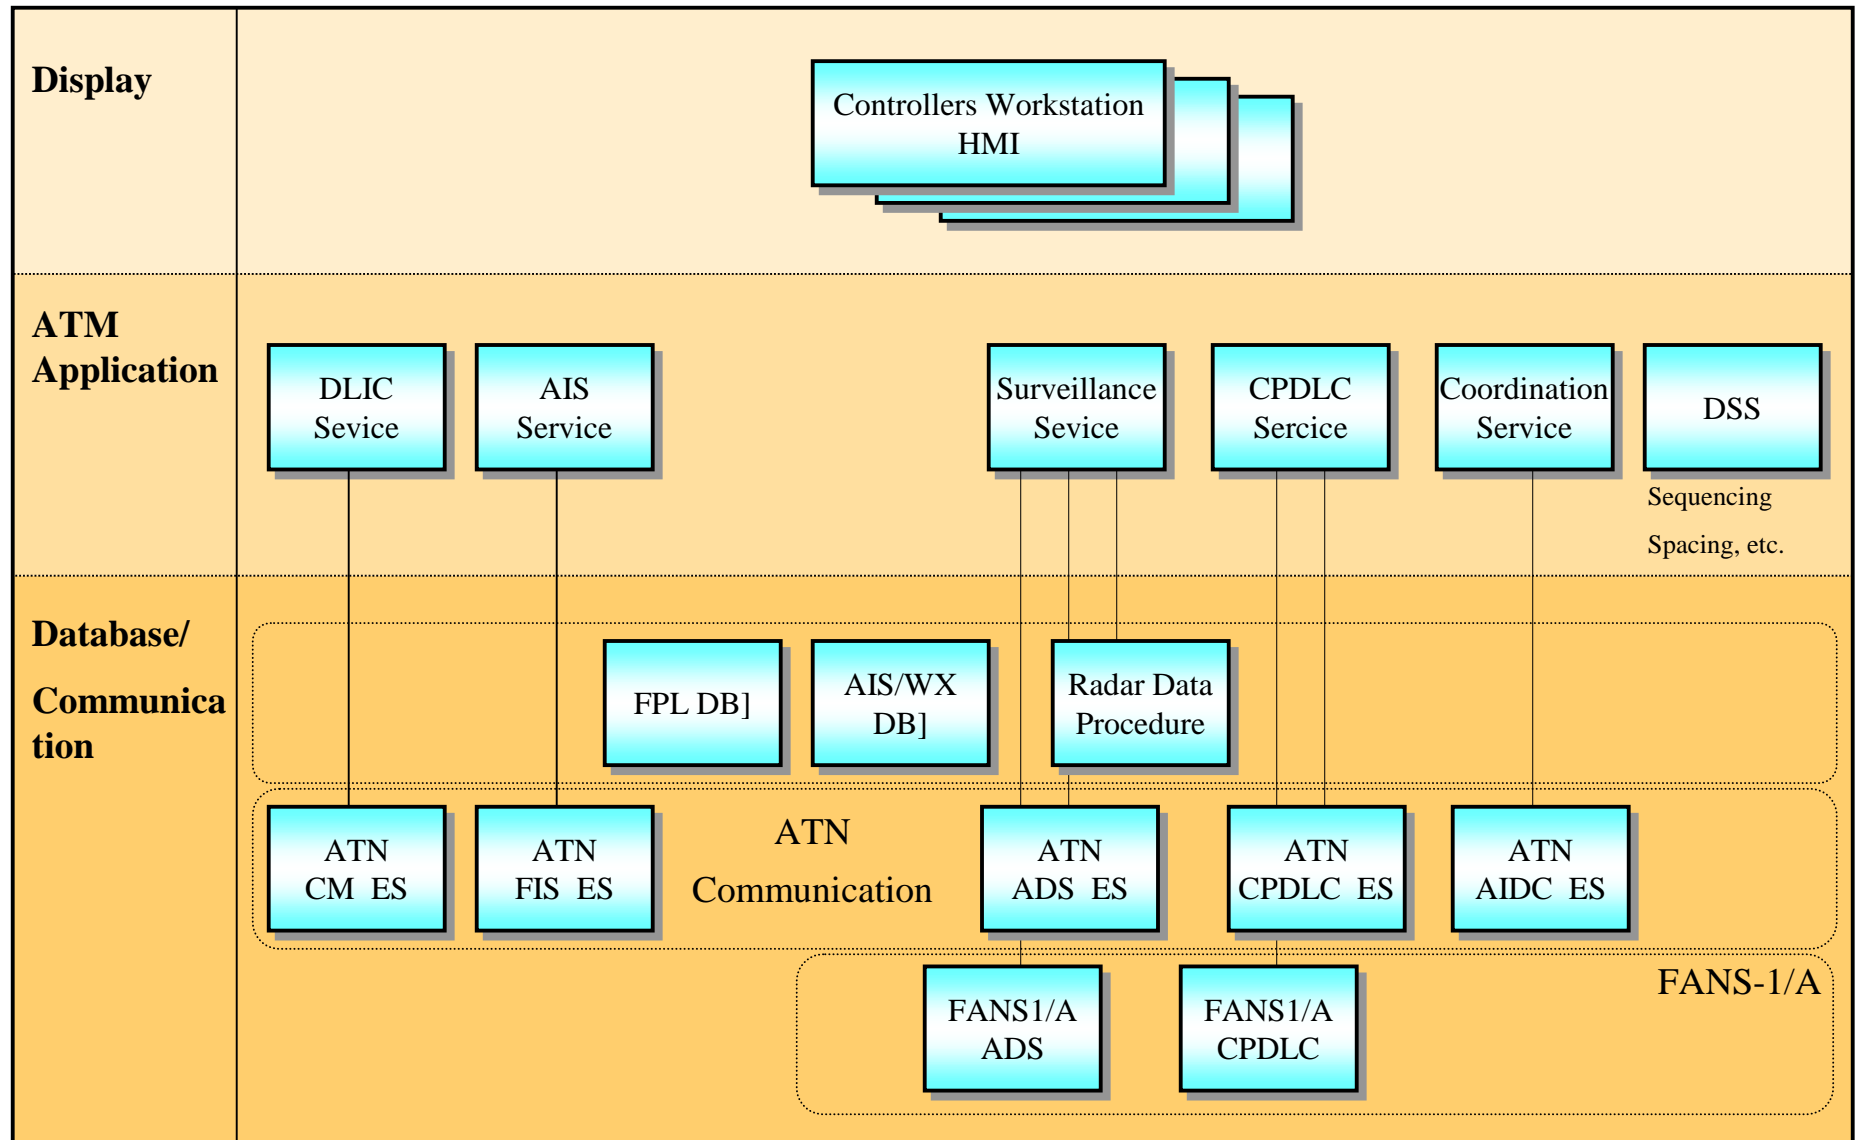 Display
Controllers Workstation
HMI
ATM
Application
DLIC
Sevice
AIS
Service
Surveillance
Sevice
CPDLC
Sercice
Coordination
Service
DSS
Sequencing
Spacing, etc.
Database/
Communica
tion
FPL DB]
AIS/WX
DB]
Radar Data
Procedure
ATN
CM ES
ATN
FIS ES
ATN
Communication
ATN
ADS ES
ATN
CPDLC ES
ATN
AIDC ES
FANS-1/A
FANS1/A
ADS
FANS1/A
CPDLC